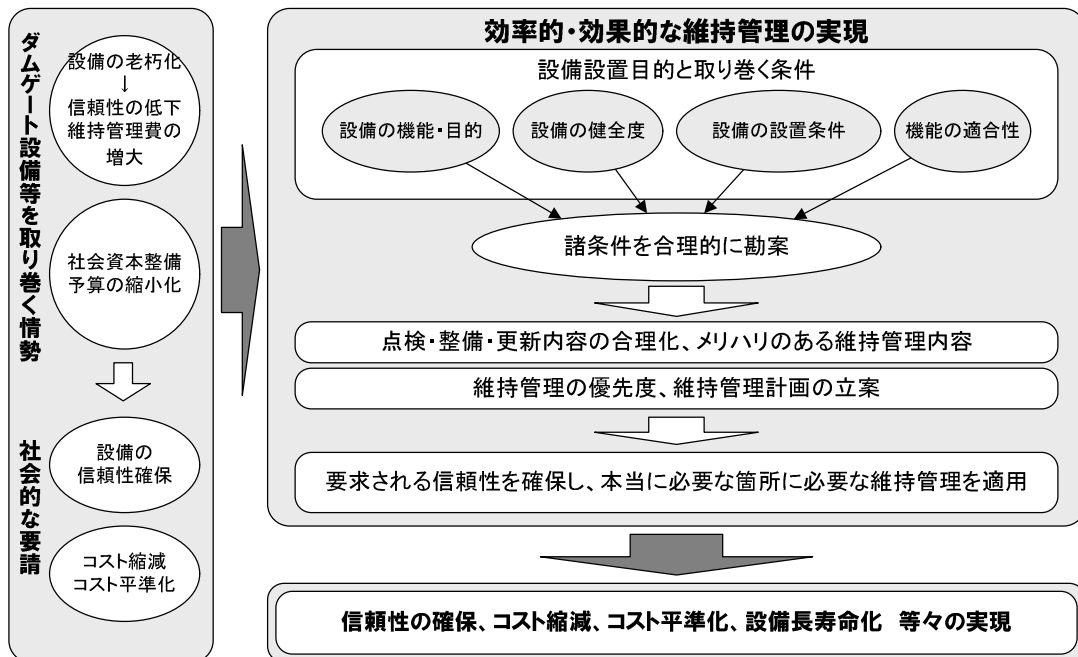 ダムゲート設備等を取り巻く情勢
設備の老朽化
↓
信頼性の低下
維持管理費の
増大
社会資本整備
予算の縮小化
社会的な要請
設備の
信頼性確保
コスト縮減
コスト平準化
効率的・効果的な維持管理の実現
設備設置目的と取り巻く条件
設備の機能・目的
設備の健全度
設備の設置条件
機能の適合性
諸条件を合理的に勘案
点検・整備・更新内容の合理化、メリハリのある維持管理内容
維持管理の優先度、維持管理計画の立案
要求される信頼性を確保し、本当に必要な箇所に必要な維持管理を適用
信頼性の確保、コスト縮減、コスト平準化、設備長寿命化 等々の実現